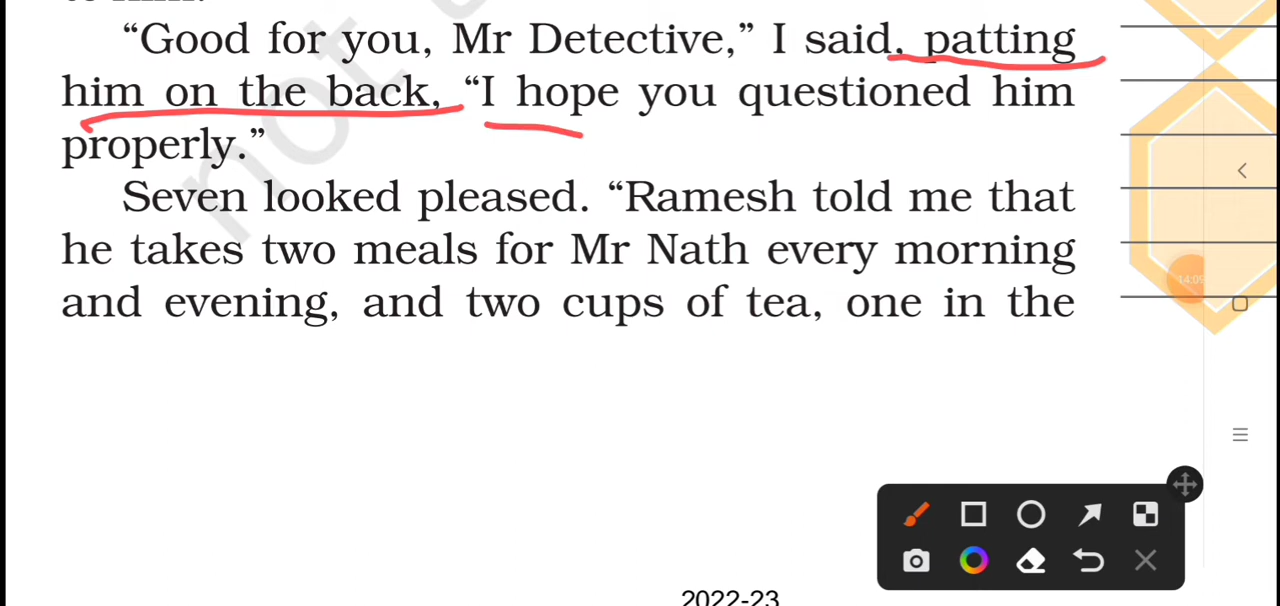 “Good for you, Mr Detective,” I said, patting
him on the back, “I hope you questioned him
properly.”
Seven looked pleased. “Ramesh told me that
he takes two meals for Mr Nath every morning
and evening, and two cups of tea, one in the
14:09
2022-23